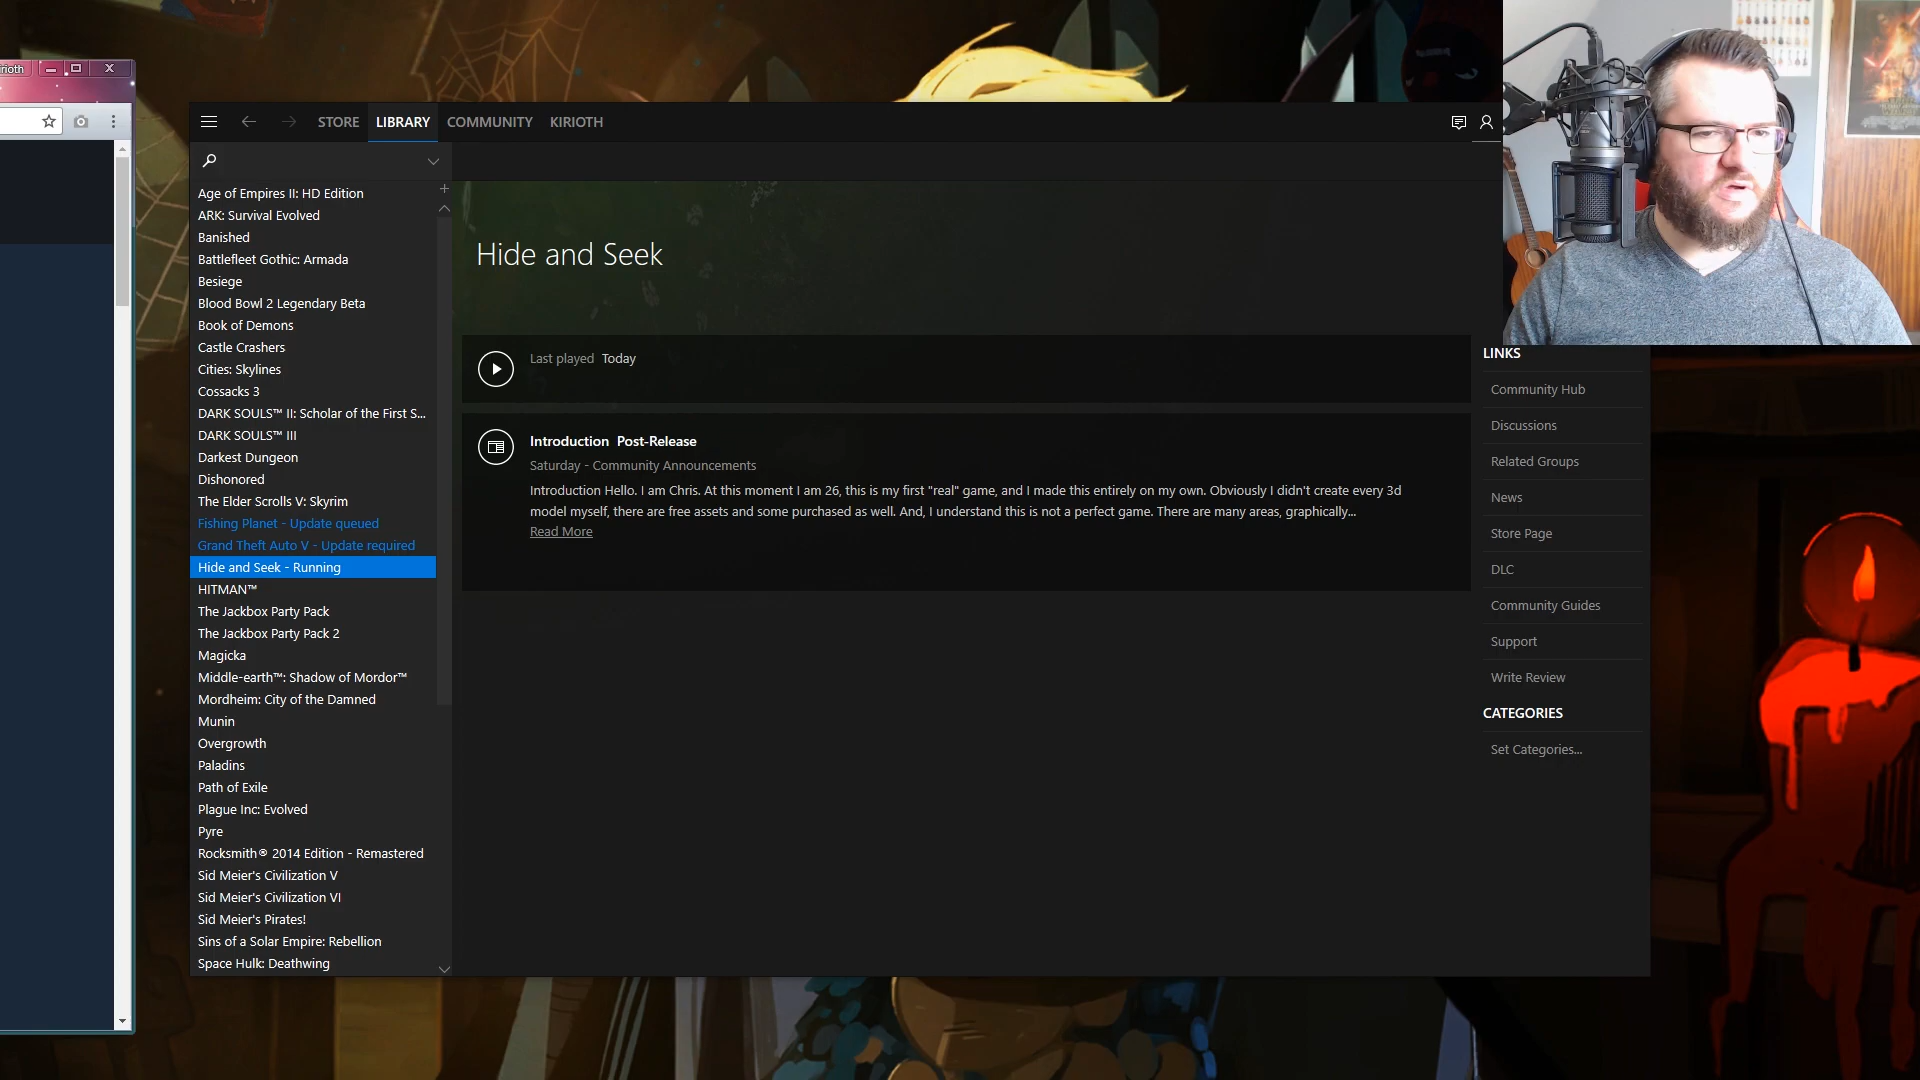 irioth
STORE LIBRARY COMMUNITY KIRIOTH
Age of Empires II: HD Edition
ARK: Survival Evolved
Banished
Battlefleet Gothic: Armada
Besiege
Blood Bowl 2 Legendary Beta
Book of Demons
Castle Crashers
Cities: Skylines
Cossacks 3
DARK SOULS™ II: Scholar of the First S...
DARK SOULS™ III
Darkest Dungeon
Dishonored
The Elder Scrolls V: Skyrim
Fishing Planet - Update queued
Grand Theft Auto V - Update required
Hide and Seek - Running
HITMAN™
The Jackbox Party Pack
The Jackbox Party Pack 2
Magicka
Middle-earth™: Shadow of Mordor™
Mordheim: City of the Damned
Munin
Overgrowth
Paladins
Path of Exile
Plague Inc: Evolved
Pyre
Rocksmith® 2014 Edition - Remastered
Sid Meier's Civilization V
Sid Meier's Civilization VI
Sid Meier's Pirates!
Sins of a Solar Empire: Rebellion
Space Hulk: Deathwing
Hide and Seek
Last played Today
Introduction Post-Release
Saturday - Community Announcements
Introduction Hello. I am Chris. At this moment I am 26, this is my first "real" game, and I made this entirely on my own. Obviously I didn't create every 3d
model myself, there are free assets and some purchased as well. And, I understand this is not a perfect game. There are many areas, graphically...
Read More
LINKS
Community Hub
Discussions
Related Groups
News
Store Page
DLC
Community Guides
Support
Write Review
CATEGORIES
Set Categories...